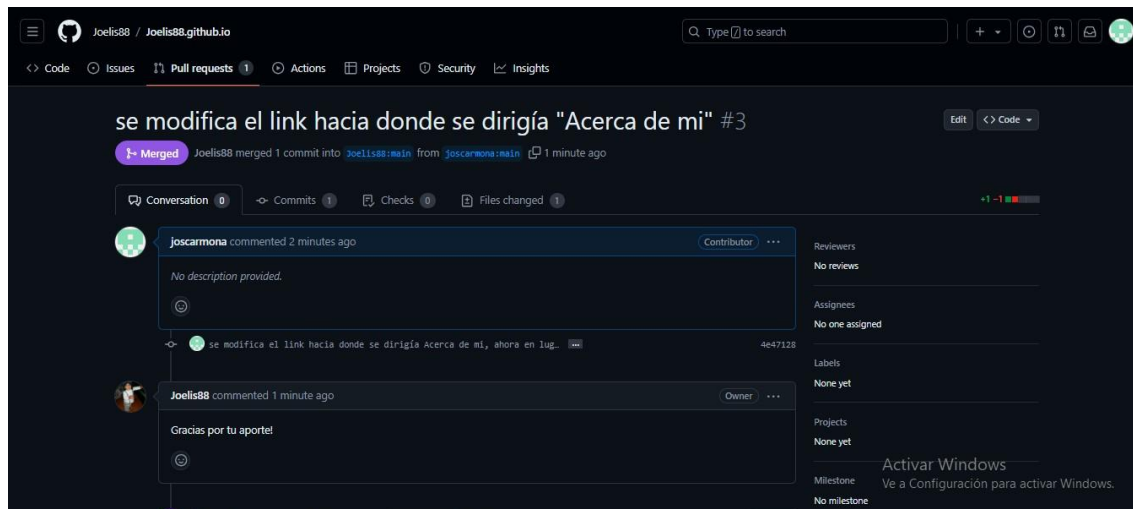 Joelis88 / Joelis88.github.io
Type / to search
Code Issues Pull requests 1 Actions Projects Security Insights
se modifica el link hacia donde se dirigía "Acerca de mi" #3
Edit <> Code
Merged Joelis88 merged 1 commit into Joelis88:main from joscarmona:main 1 minute ago
Conversation 0 Commits 1 Checks 0 Files changed 1 +1 −1
joscarmona commented 2 minutes ago Contributor ...
No description provided.
se modifica el link hacia donde se dirigía Acerca de mi, ahora en lug… ... 4e47128
Joelis88 commented 1 minute ago Owner ...
Gracias por tu aporte!
Reviewers
No reviews
Assignees
No one assigned
Labels
None yet
Projects
None yet
Milestone
No milestone
Activar Windows
Ve a Configuración para activar Windows.